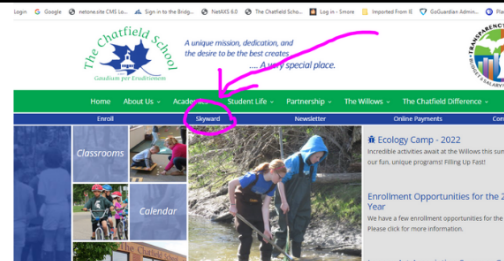 Login Google netone.site CMS Lo... Sign in to the Bridg... NetAXS 6.0 The Chatfield Scho... Log in - Smore Imported From IE GoGuardian Admin...
The Chatfield School
Gaudium per Eruditionem
A unique mission, dedication, and
the desire to be the best creates
.... A very special place.
TRANSPARENCY
Home About Us Student Life Partnership The Willows The Chatfield Difference
Enroll Skyward Newsletter Online Payments
Classrooms
Calendar
Ecology Camp - 2022
Incredible activities await at the Willows this sum
our fun, unique programs! Filling Up Fast!
Enrollment Opportunities for the 2
Year
We have a few enrollment opportunities for the
Please click for more information.